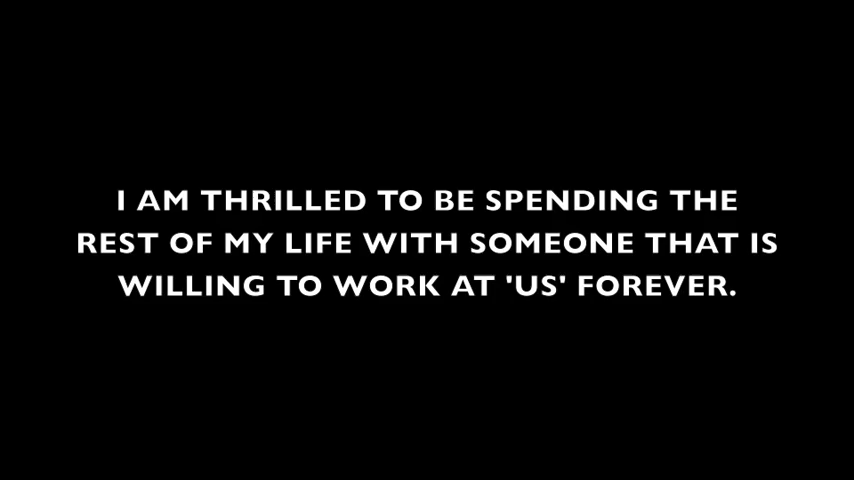 I AM THRILLED TO BE SPENDING THE
REST OF MY LIFE WITH SOMEONE THAT IS
WILLING TO WORK AT 'US' FOREVER.